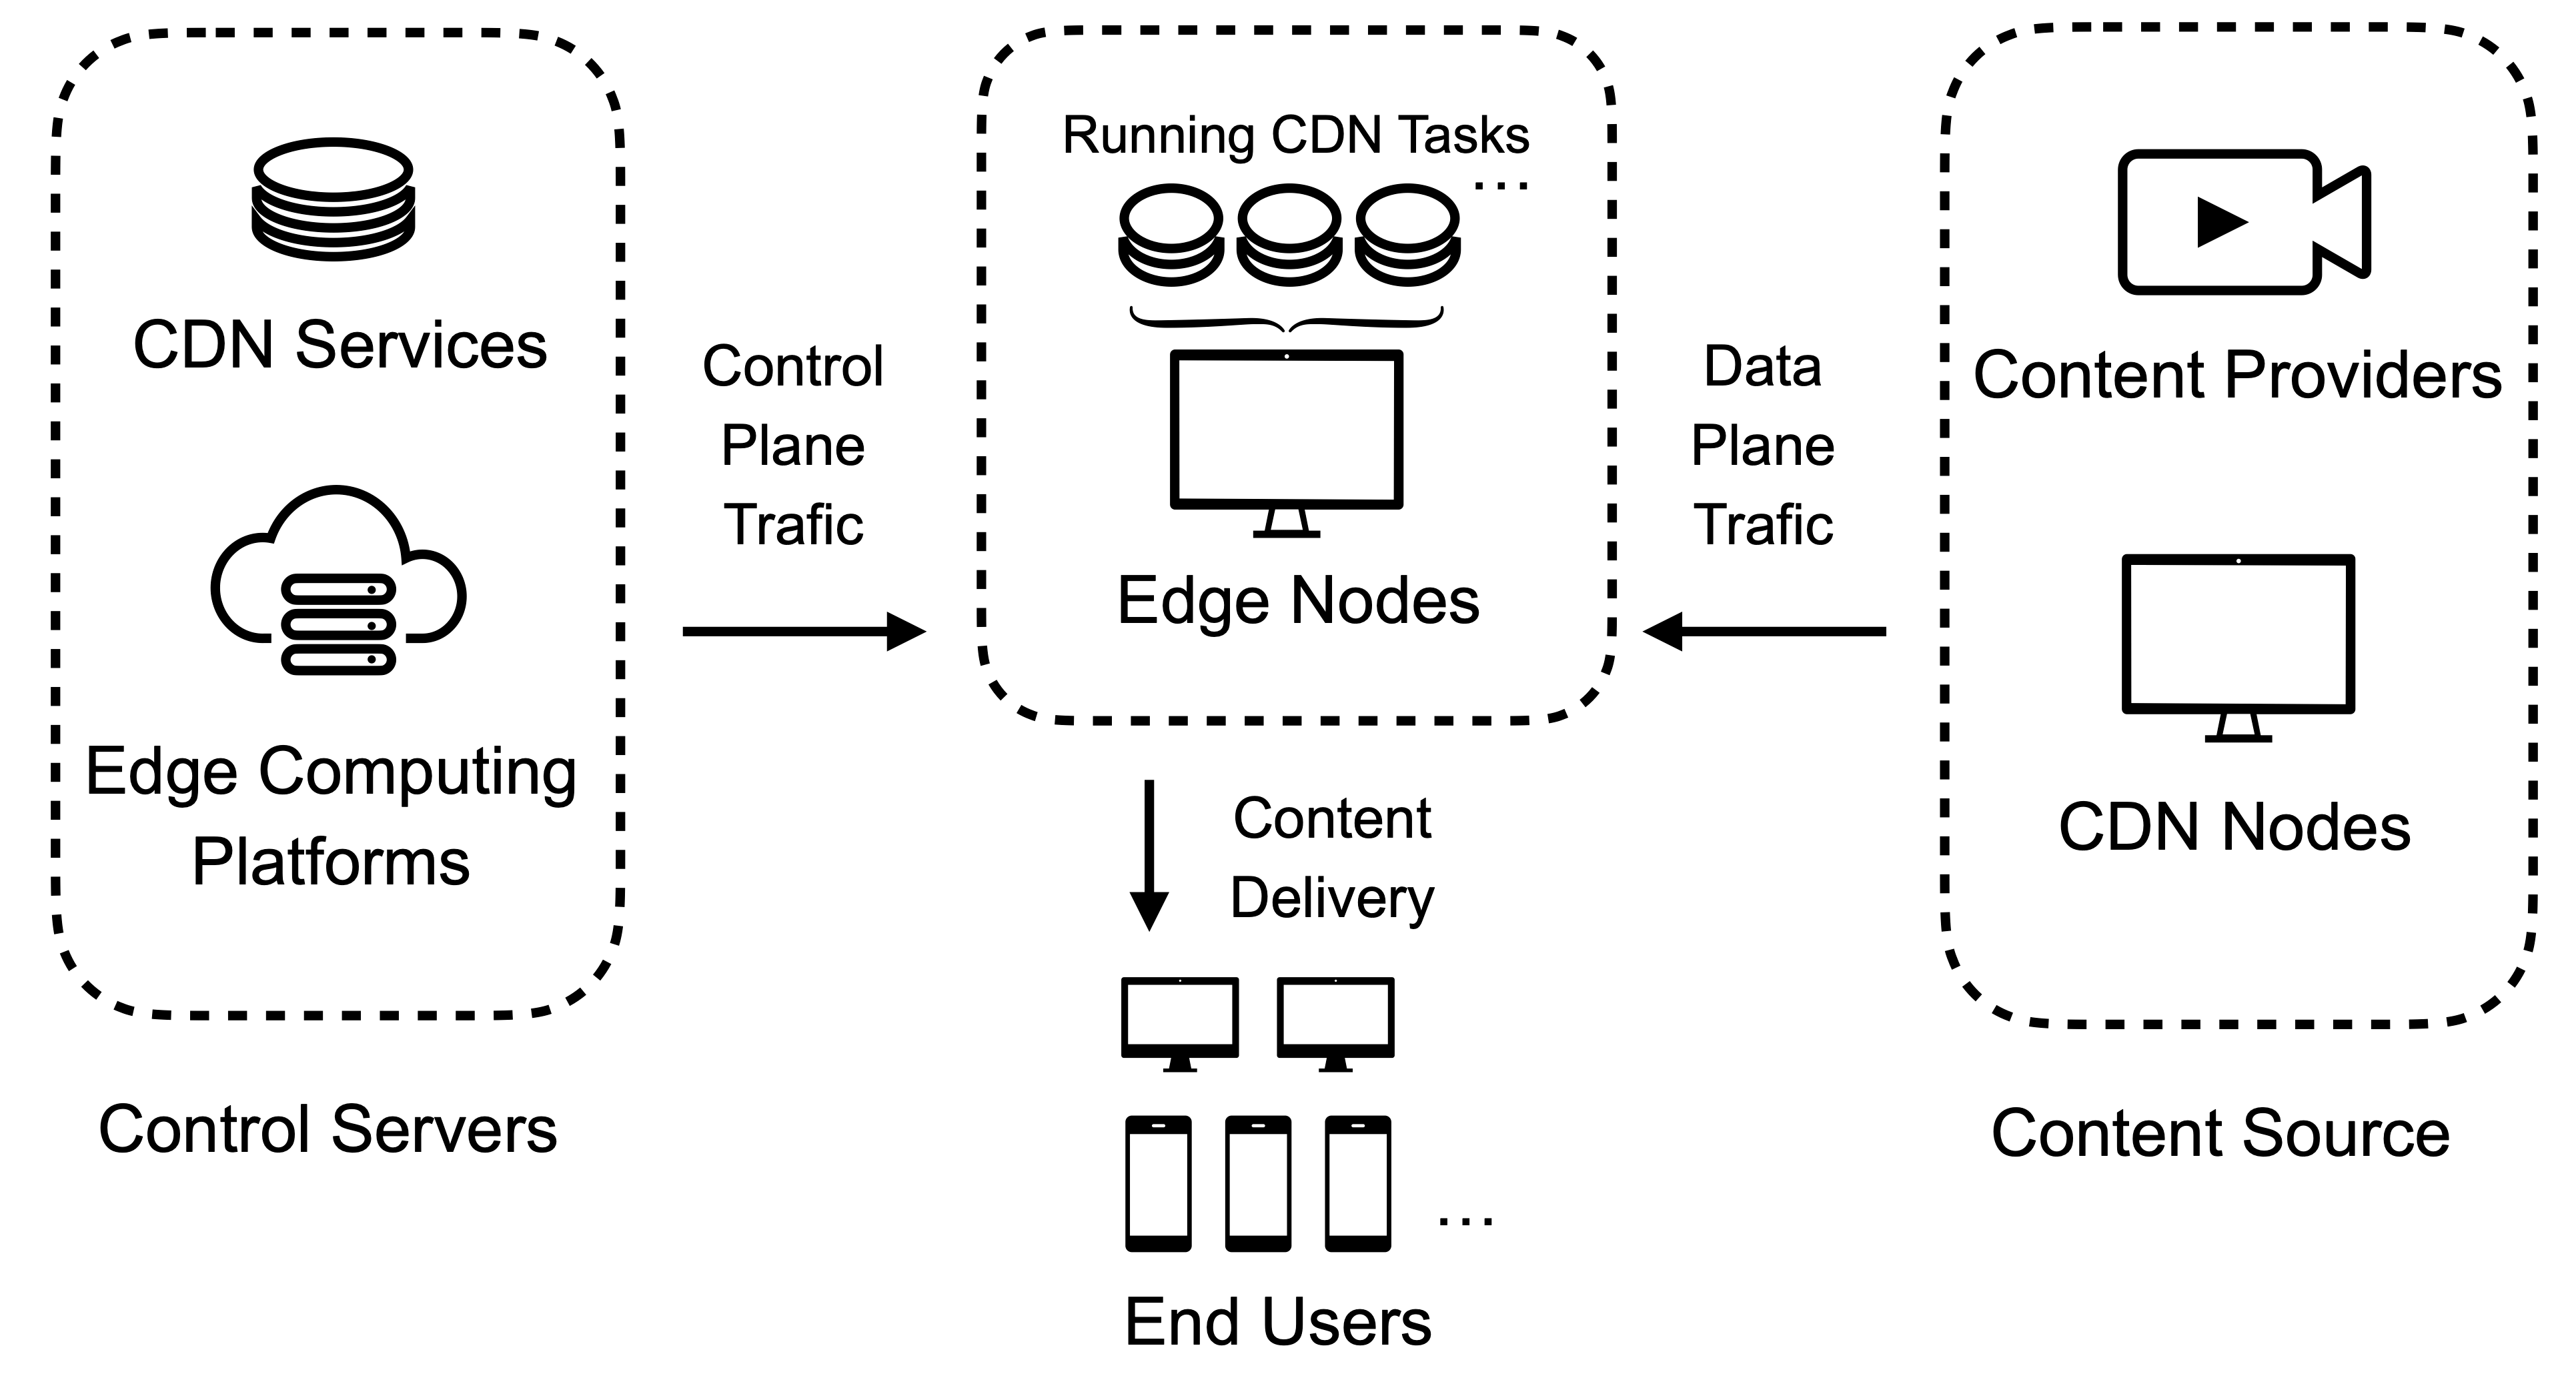 CDN Services
Edge Computing
Platforms
Control Servers
Control
Plane
Trafic
Running CDN Tasks
...
Edge Nodes
Content
Delivery
...
End Users
Data
Plane
Trafic
Content Providers
CDN Nodes
Content Source